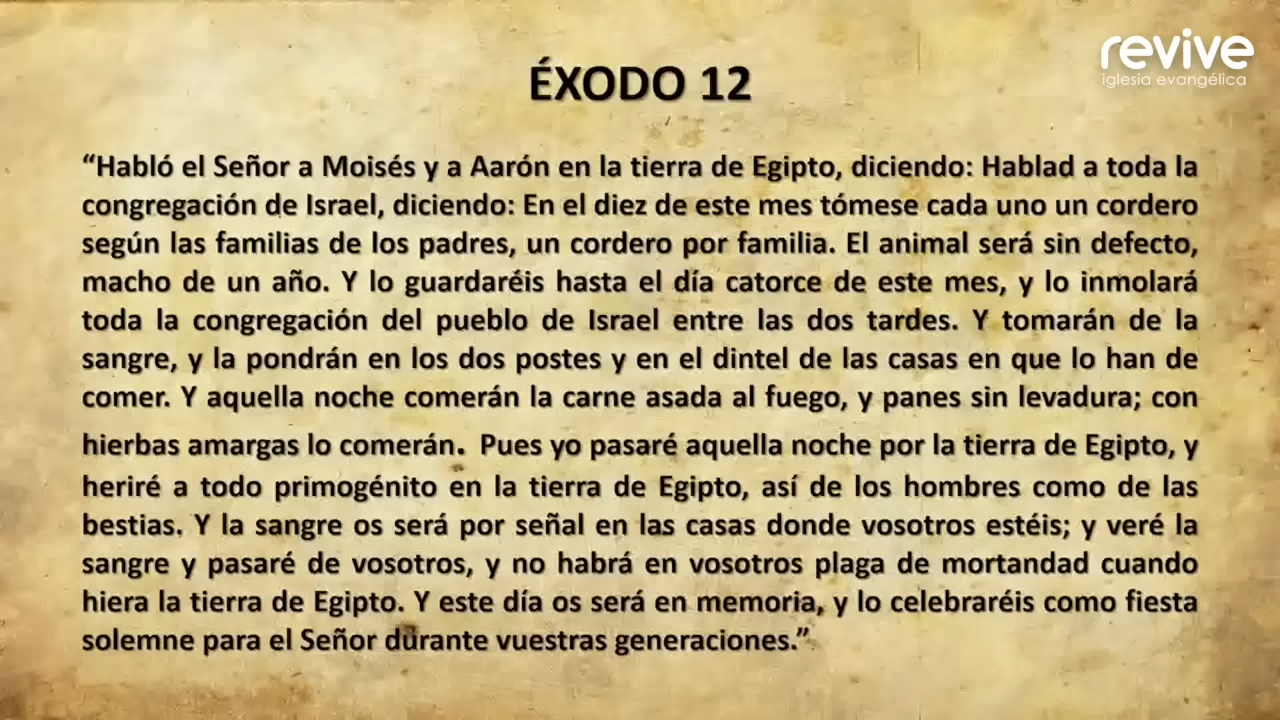 revive
iglesia evangélica
ÉXODO 12
“Habló el Señor a Moisés y a Aarón en la tierra de Egipto, diciendo: Hablad a toda la
congregación de Israel, diciendo: En el diez de este mes tómese cada uno un cordero
según las familias de los padres, un cordero por familia. El animal será sin defecto,
macho de un año. Y lo guardaréis hasta el día catorce de este mes, y lo inmolará
toda la congregación del pueblo de Israel entre las dos tardes. Y tomarán de la
sangre, y la pondrán en los dos postes y en el dintel de las casas en que lo han de
comer. Y aquella noche comerán la carne asada al fuego, y panes sin levadura; con
hierbas amargas lo comerán. Pues yo pasaré aquella noche por la tierra de Egipto, y
heriré a todo primogénito en la tierra de Egipto, así de los hombres como de las
bestias. Y la sangre os será por señal en las casas donde vosotros estéis; y veré la
sangre y pasaré de vosotros, y no habrá en vosotros plaga de mortandad cuando
hiera la tierra de Egipto. Y este día os será en memoria, y lo celebraréis como fiesta
solemne para el Señor durante vuestras generaciones.”